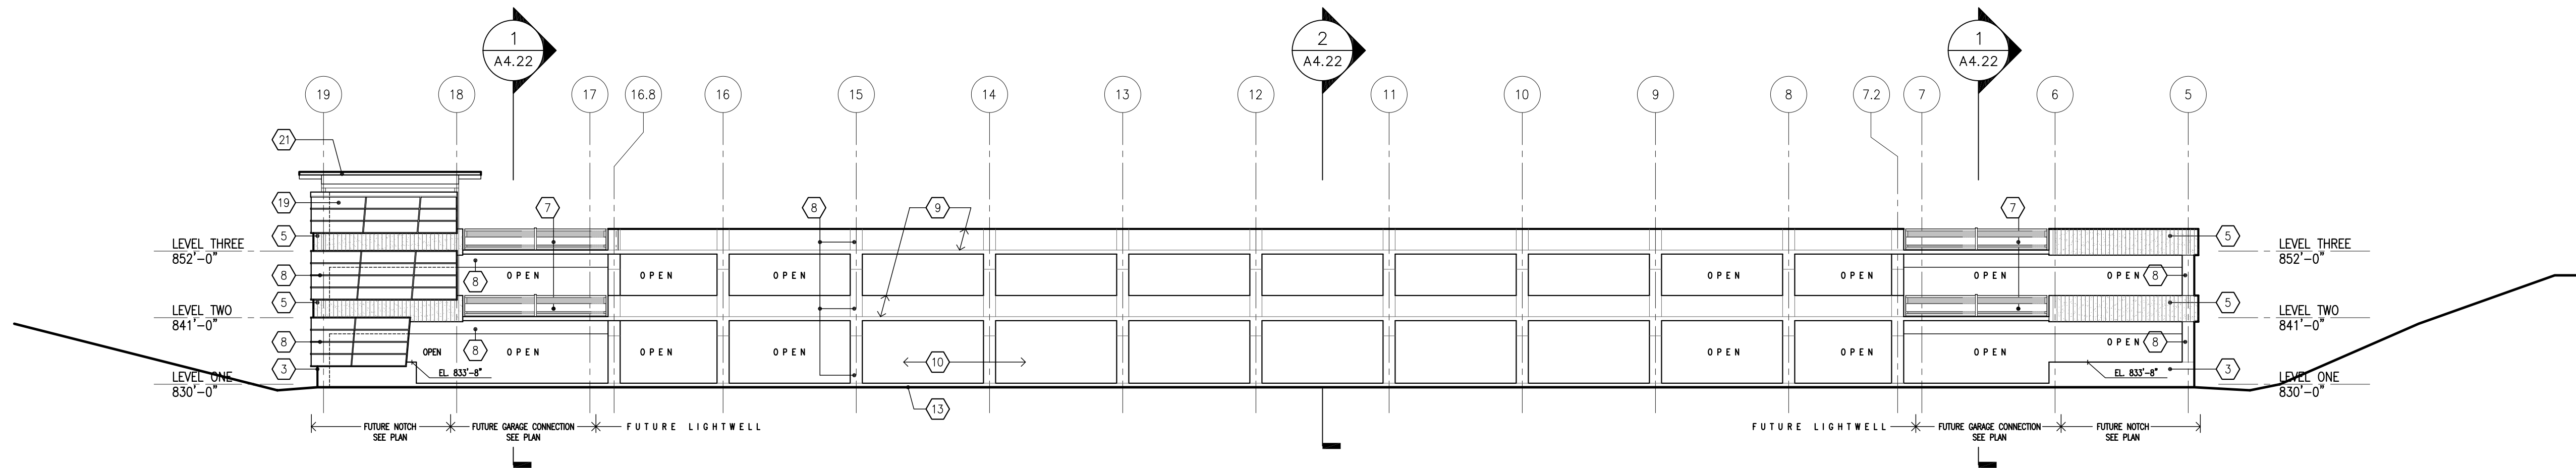 1
A4.22
2
A4.22
1
A4.22
19 18 17 16.8 16 15 14 13 12 11 10 9 8 7.2 7 6 5
21
19 7 8 9 7
5 5
LEVEL THREE
852'-0"
LEVEL THREE
852'-0"
8 8 OPEN OPEN OPEN OPEN OPEN OPEN OPEN 8
5 7 7 5
LEVEL TWO
841'-0"
LEVEL TWO
841'-0"
8 OPEN 8 OPEN OPEN OPEN OPEN OPEN OPEN OPEN 8
10
3 EL. 833'-8" EL. 833'-8" 3
LEVEL ONE
830'-0"
LEVEL ONE
830'-0"
13
FUTURE NOTCH
SEE PLAN
FUTURE GARAGE CONNECTION
SEE PLAN
FUTURE LIGHTWELL
FUTURE LIGHTWELL
FUTURE GARAGE CONNECTION
SEE PLAN
FUTURE NOTCH
SEE PLAN